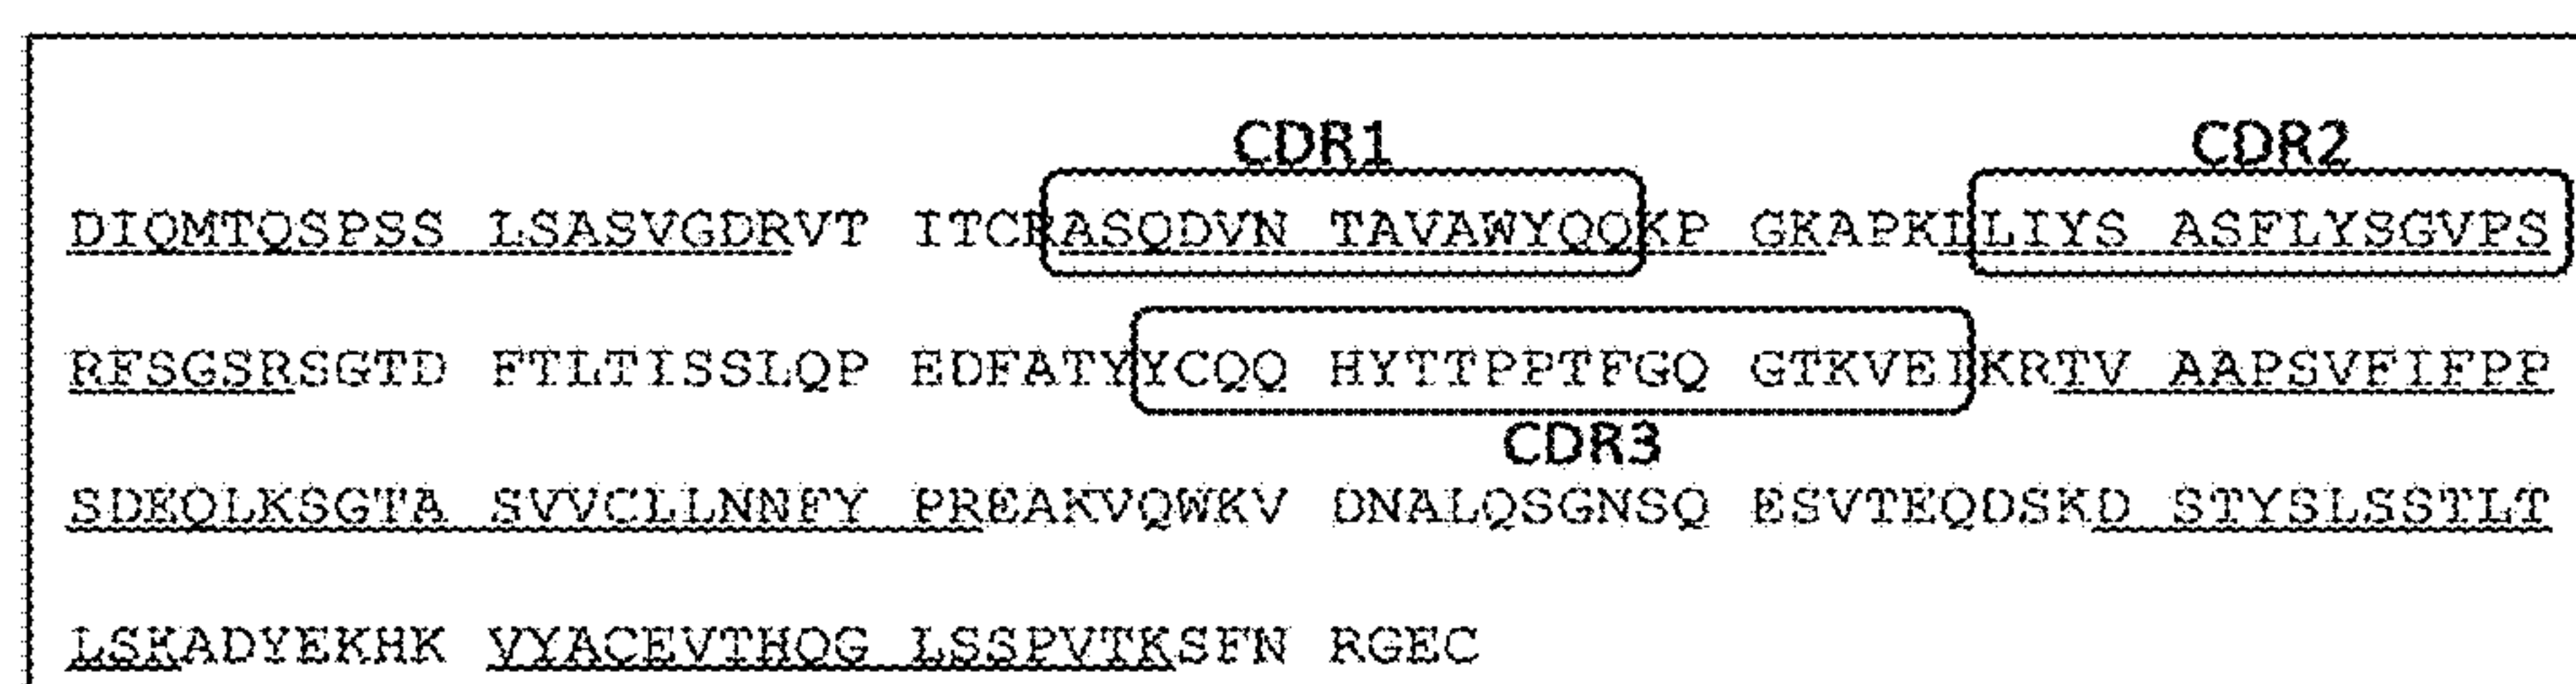 CDR1 CDR2
DIQMTQSPSS LSASVGDRVT ITCRASQDVN TAVAWYQQKP GKAPKLLIYS ASFLYSGVPS
RFSGSRSGTD FTLTISSLQP EDFATYYCQQ HYTTPPTFGQ GTKVEIKRTV AAPSVFIFPP
CDR3
SDEQLKSGTA SVVCLLNNFY PREAKVQWKV DNALQSGNSQ ESVTEQDSKD STYSLSSTLT
LSKADYEKHK VYACEVTHQG LSSPVTKSFN RGEC